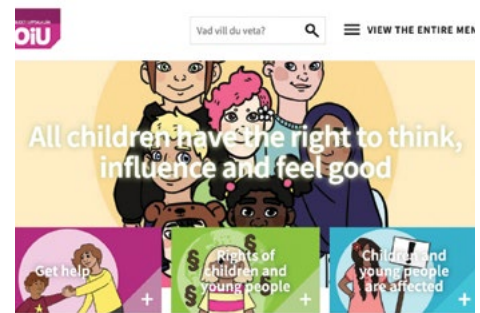 OiU
Vad vill du veta?
VIEW THE ENTIRE MEN
All children have the right to think,
influence and feel good
Get help
+
§
§
§
Rights of
children and
young people
+
!
Children and
young people
are affected
+